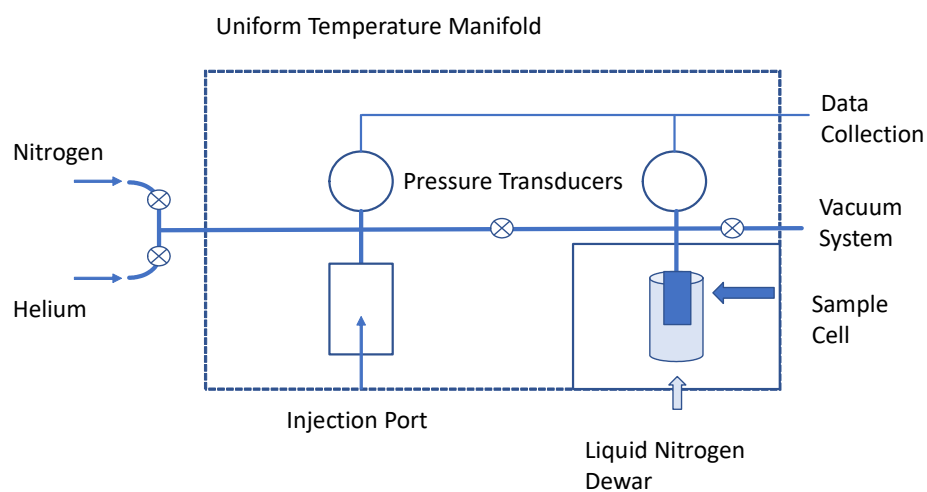 Uniform Temperature Manifold
Data
Collection
Nitrogen
Pressure Transducers
Vacuum
System
Helium
Sample
Cell
Injection Port
Liquid Nitrogen
Dewar